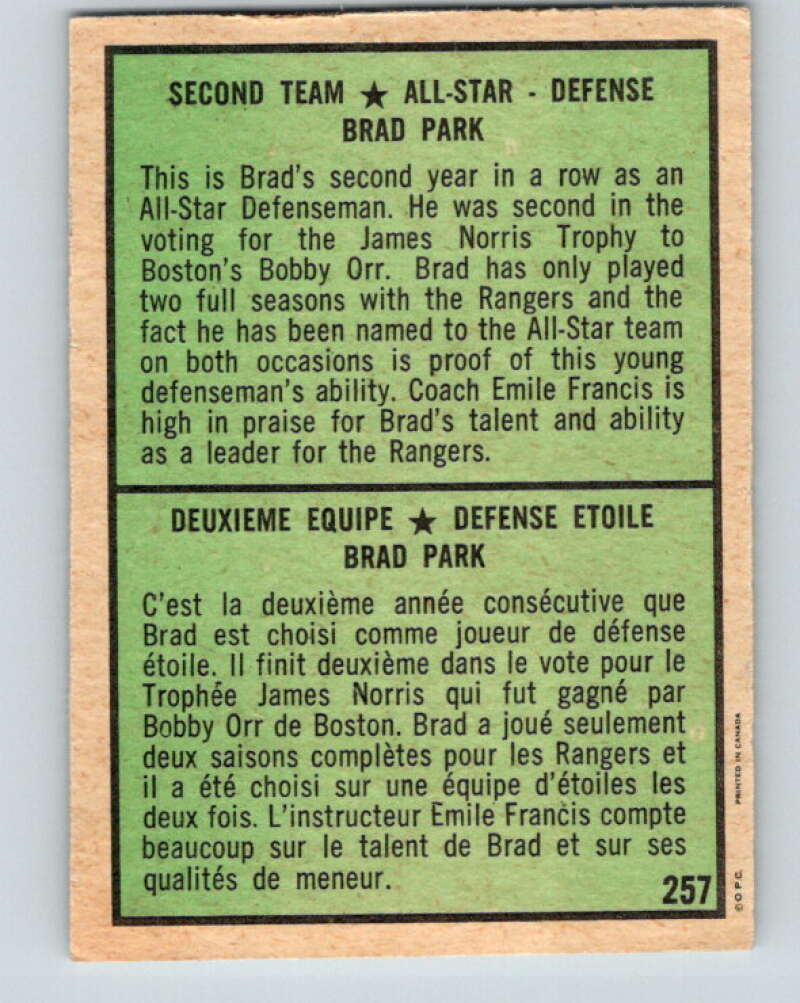 SECOND TEAM ★ ALL-STAR - DEFENSE
BRAD PARK
This is Brad's second year in a row as an
All-Star Defenseman. He was second in the
voting for the James Norris Trophy to
Boston's Bobby Orr. Brad has only played
two full seasons with the Rangers and the
fact he has been named to the All-Star team
on both occasions is proof of this young
defenseman's ability. Coach Emile Francis is
high in praise for Brad's talent and ability
as a leader for the Rangers.
DEUXIEME EQUIPE ★ DEFENSE ETOILE
BRAD PARK
C'est la deuxième année consécutive que
Brad est choisi comme joueur de défense
étoile. Il finit deuxième dans le vote pour le
Trophée James Norris qui fut gagné par
Bobby Orr de Boston. Brad a joué seulement
deux saisons complètes pour les Rangers et
il a été choisi sur une équipe d'étoiles les
deux fois. L'instructeur Emile Francis compte
beaucoup sur le talent de Brad et sur ses
qualités de meneur.
257
© O.P.C.
PRINTED IN CANADA